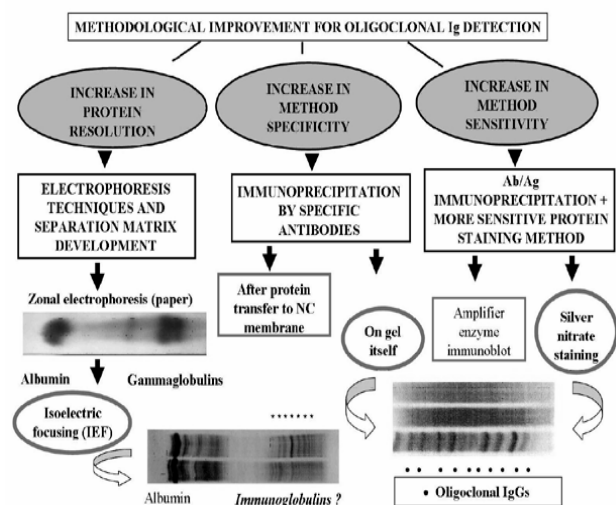 METHODOLOGICAL IMPROVEMENT FOR OLIGOCLONAL Ig DETECTION
INCREASE IN
PROTEIN
RESOLUTION
INCREASE IN
METHOD
SPECIFICITY
INCREASE IN
METHOD
SENSITIVITY
ELECTROPHORESIS
TECHNIQUES AND
SEPARATION MATRIX
DEVELOPMENT
IMMUNOPRECIPITATION
BY SPECIFIC
ANTIBODIES
Ab/Ag
IMMUNOPRECIPITATION +
MORE SENSITIVE PROTEIN
STAINING METHOD
Zonal electrophoresis (paper)
After protein
transfer to NC
membrane
On gel
itself
Amplifier
enzyme
immunoblot
Silver
nitrate
staining
Albumin
Gammaglobulins
Isoelectric
focusing (IEF)
*******
Albumin
Immunoglobulins ?
• Oligoclonal IgGs